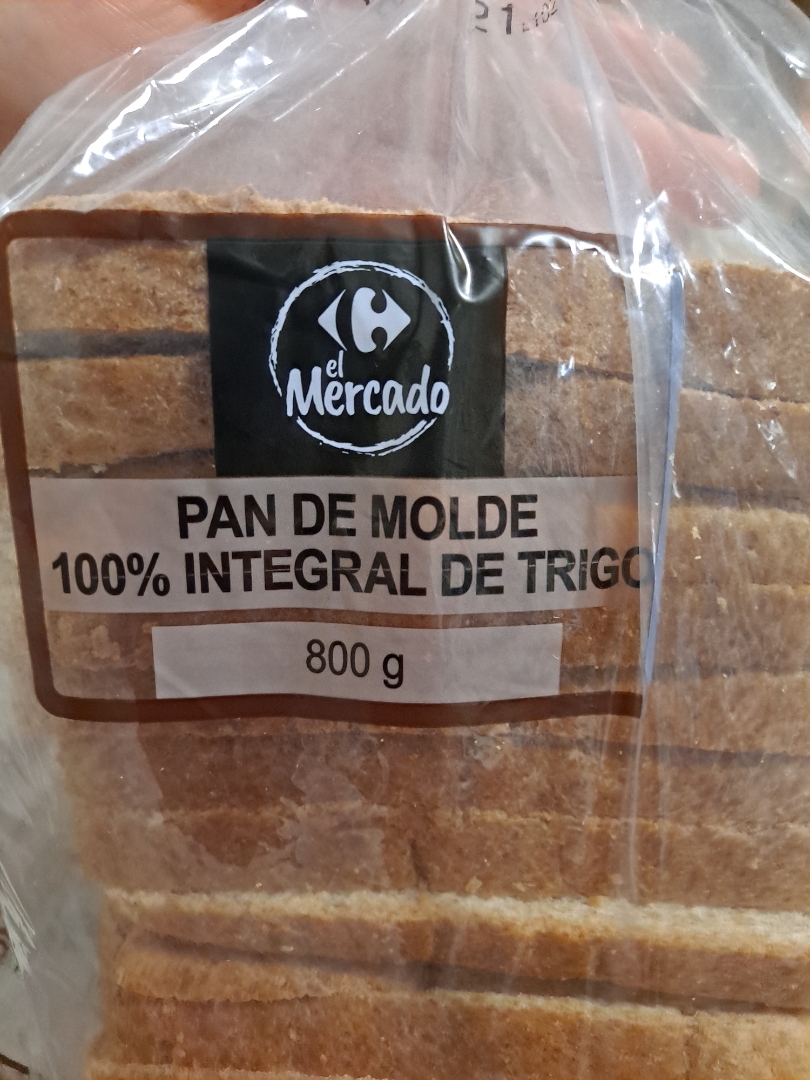 el
Mercado
PAN DE MOLDE
100% INTEGRAL DE TRIGO
800 g